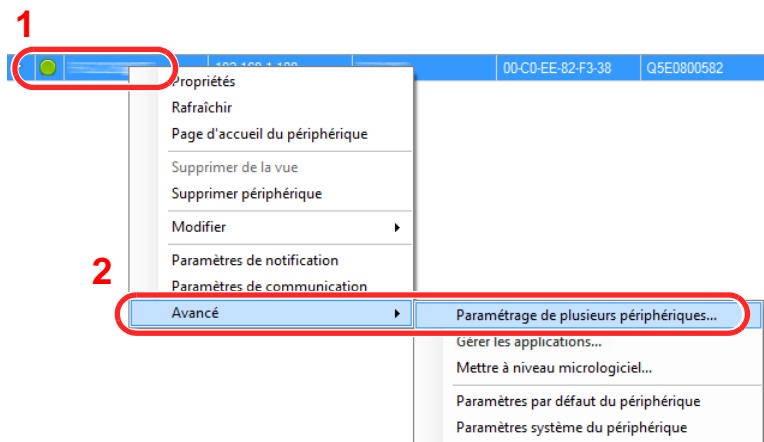 1
00-C0-EE-82-F3-38 Q5E0800582
Propriétés
Rafraîchir
Page d'accueil du périphérique
Supprimer de la vue
Supprimer périphérique
Modifier
Paramètres de notification
2
Paramètres de communication
Avancé
Paramétrage de plusieurs périphériques...
Gérer les applications...
Mettre à niveau micrologiciel...
Paramètres par défaut du périphérique
Paramètres système du périphérique